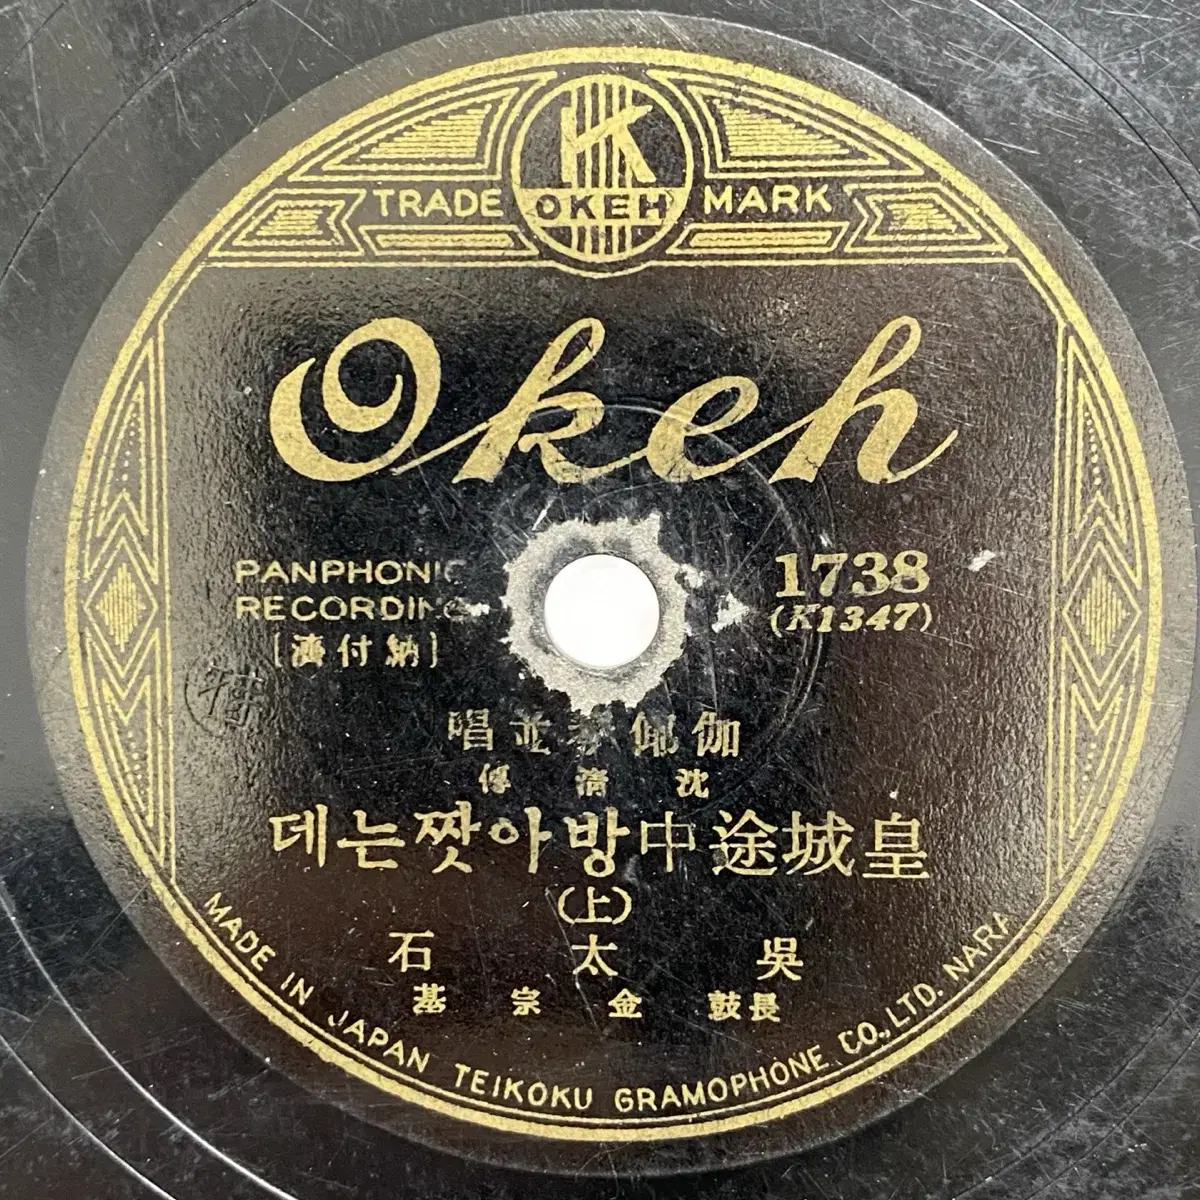 K
OKEH
TRADE MARK
Okeh
PANPHONIC
RECORDING
[納付濟]
1738
(K1347)
伽倻琴並唱
沈清傳
皇城途中방아짯는데
(上)
吳太石
長鼓 金宗基
MADE IN JAPAN TEIKOKU GRAMOPHONE CO., LTD. NARA